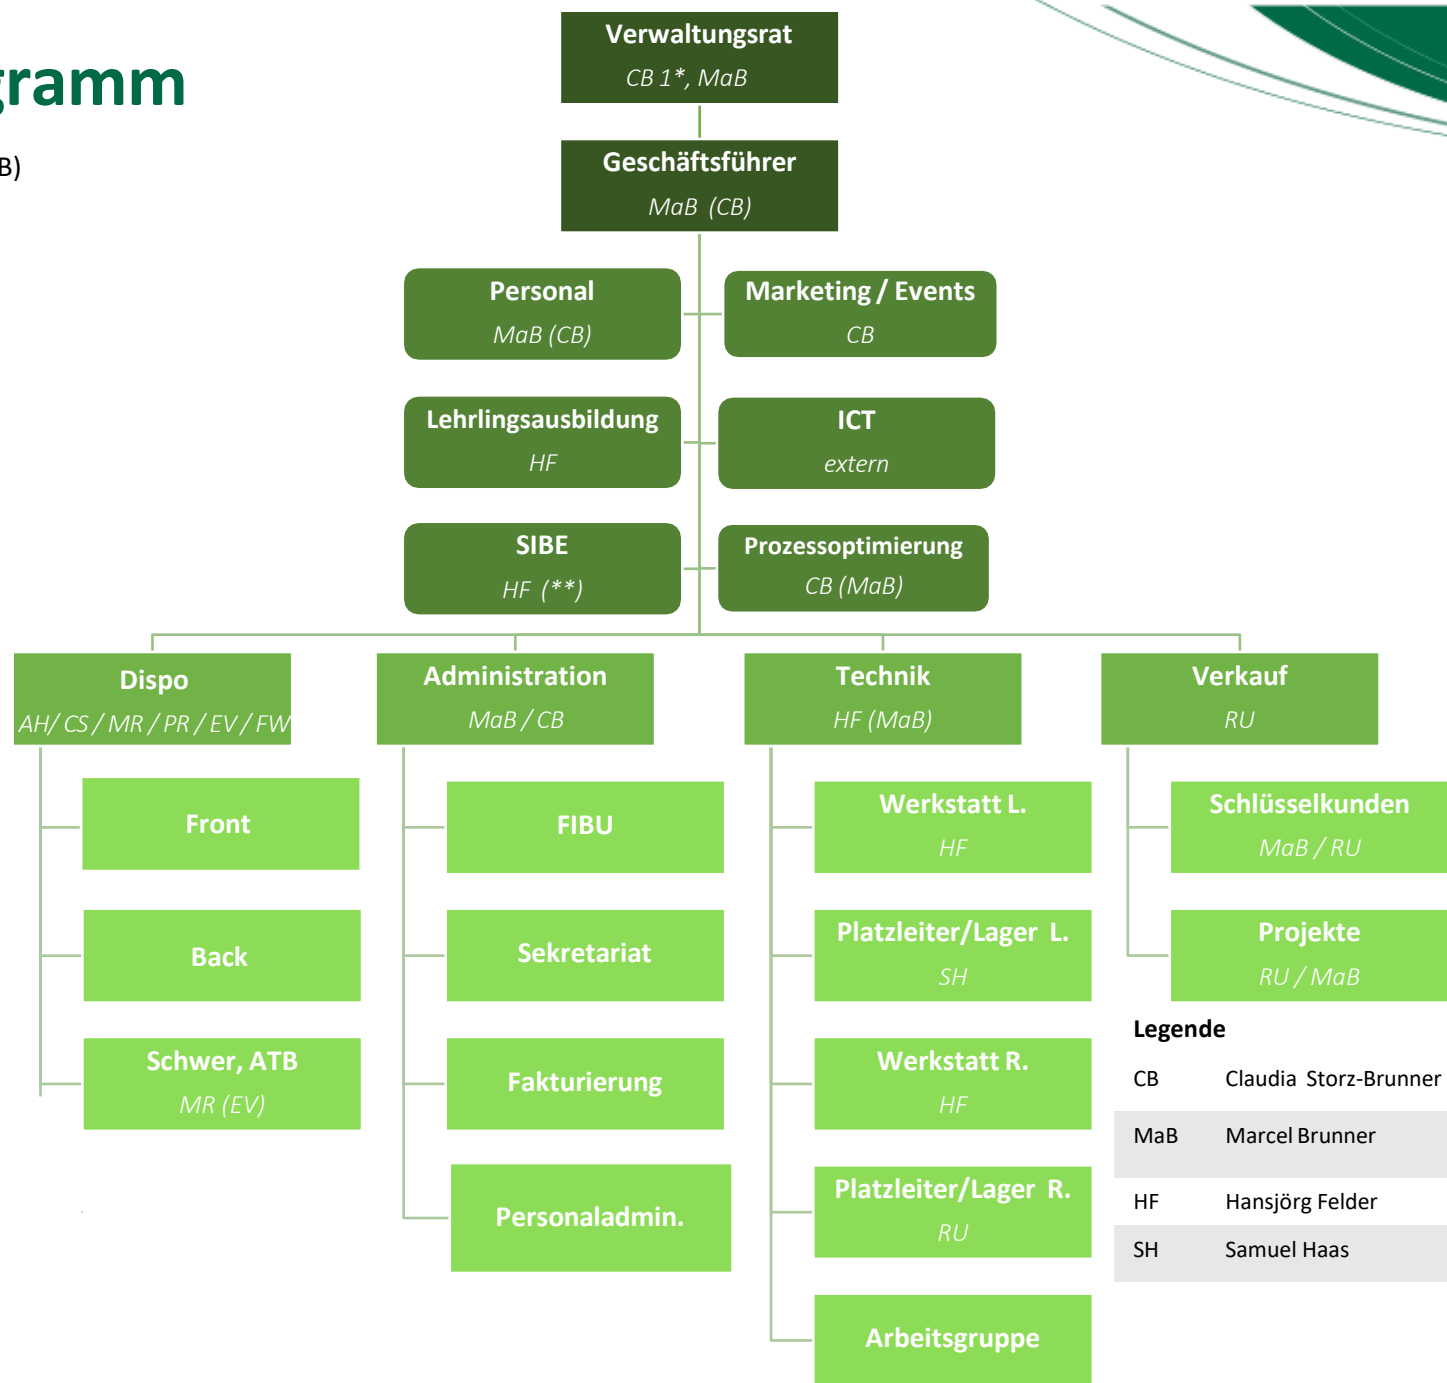 gramm
B)
Verwaltungsrat
CB 1*, MaB
Geschäftsführer
MaB (CB)
Personal
MaB (CB)
Marketing / Events
CB
Lehrlingsausbildung
HF
ICT
extern
SIBE
HF (**)
Prozessoptimierung
CB (MaB)
Dispo
AH/ CS / MR / PR / EV / FW
Administration
MaB / CB
Technik
HF (MaB)
Verkauf
RU
Front
Back
Schwer, ATB
MR (EV)
FIBU
Sekretariat
Fakturierung
Personaladmin.
Werkstatt L.
HF
Platzleiter/Lager L.
SH
Werkstatt R.
HF
Platzleiter/Lager R.
RU
Arbeitsgruppe
Schlüsselkunden
MaB / RU
Projekte
RU / MaB
Legende
CB Claudia Storz-Brunner
MaB Marcel Brunner
HF Hansjörg Felder
SH Samuel Haas